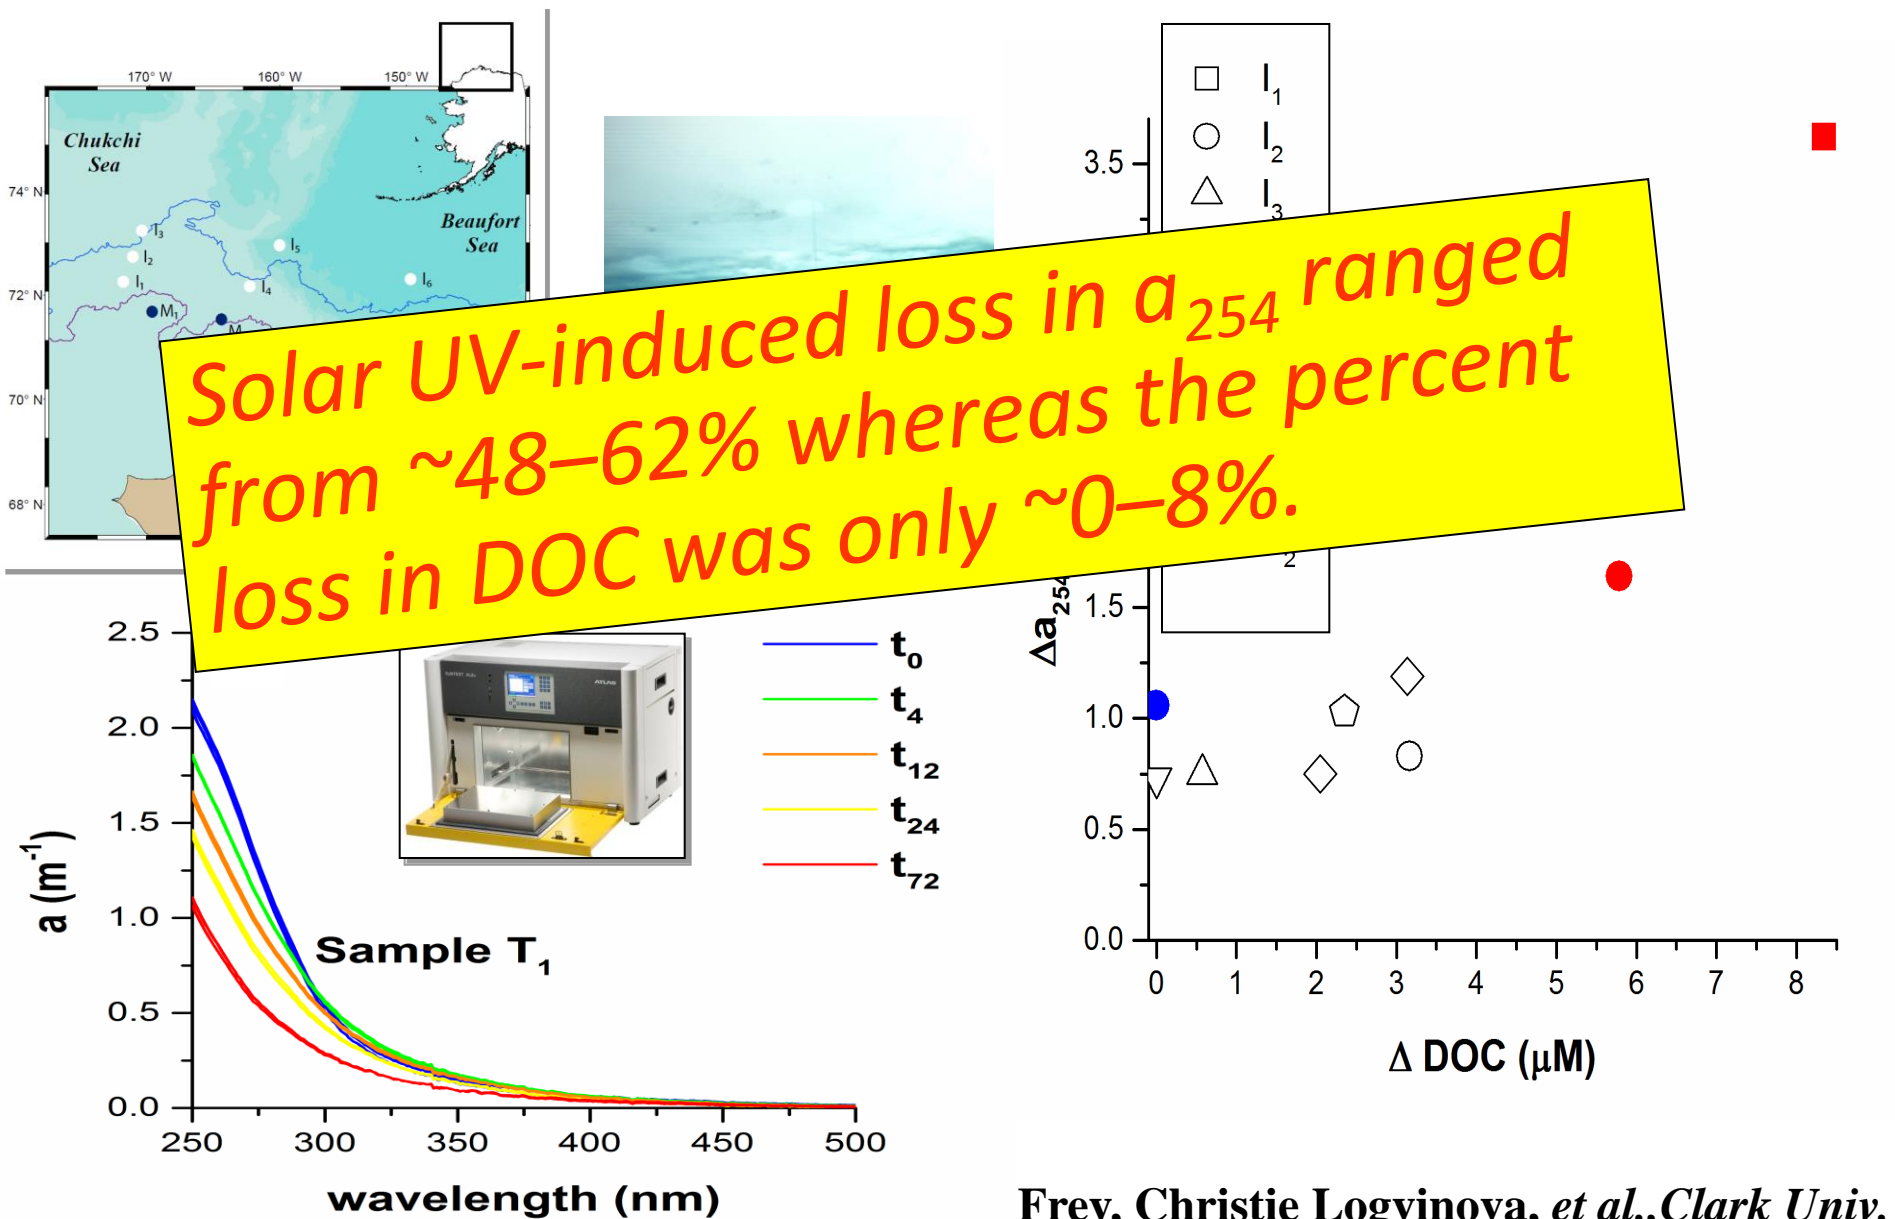 170° W
160° W
150° W
Chukchi
Sea
74° N
Beaufort
Sea
I3
I2
I5
I1
I4
I6
72° N
M1
M
70° N
68° N
Solar UV-induced loss in a254 ranged
from ~48–62% whereas the percent
loss in DOC was only ~0–8%.
I1
I2
I3
2
3.5
1.5
1.0
0.5
0.0
Δa254
0 1 2 3 4 5 6 7 8
Δ DOC (μM)
2.5
2.0
1.5
1.0
0.5
0.0
a (m-1)
t0
t4
t12
t24
t72
ATLAS
Sample T1
250 300 350 400 450 500
wavelength (nm)
Frey, Christie Logvinova, et al.,Clark Univ.